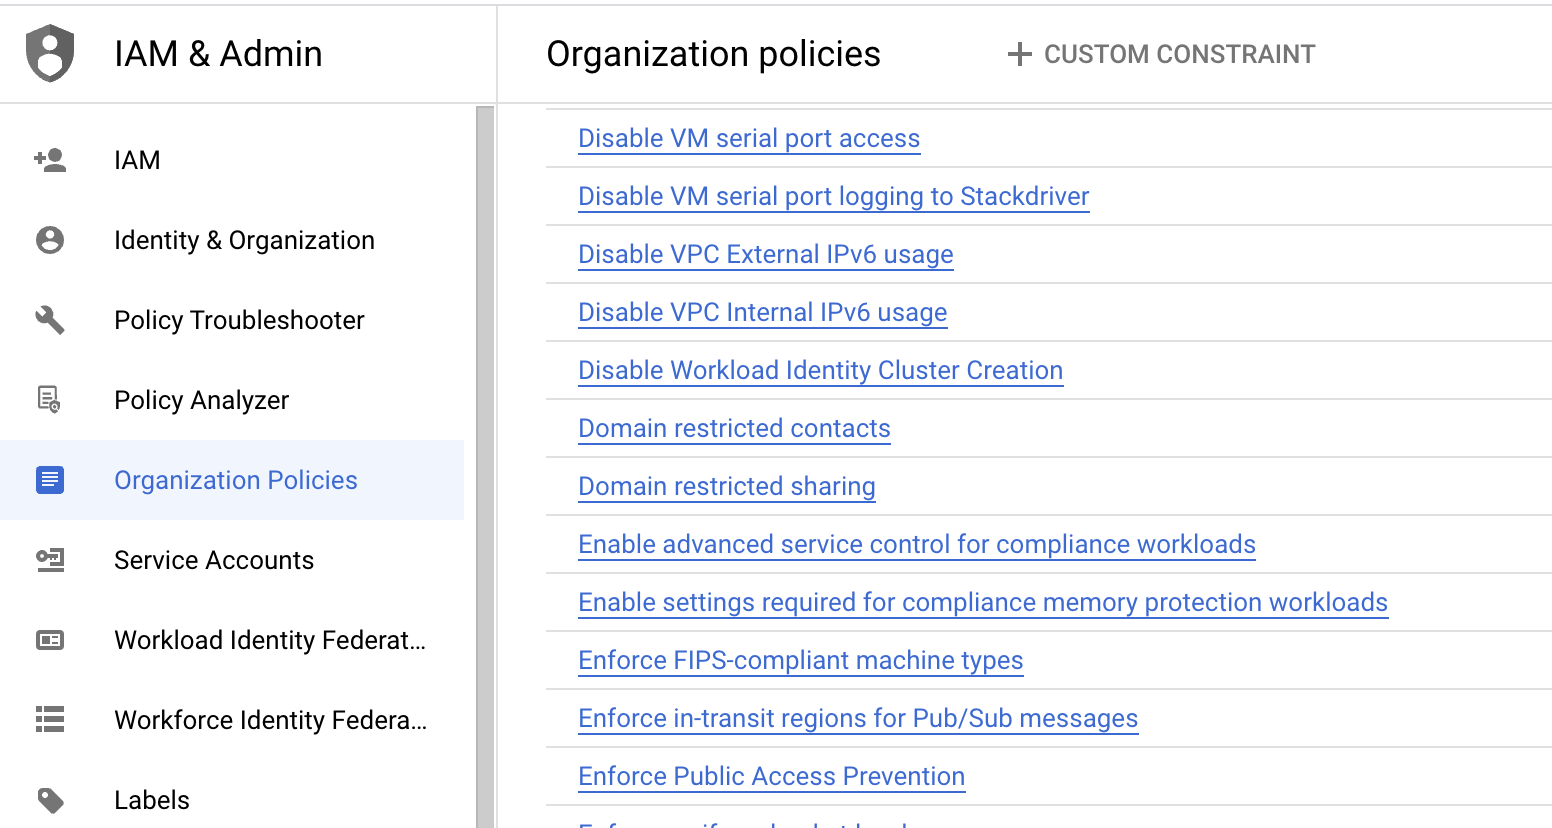 IAM & Admin
Organization policies
CUSTOM CONSTRAINT
IAM
Identity & Organization
Policy Troubleshooter
Policy Analyzer
Organization Policies
Service Accounts
Workload Identity Federat...
Workforce Identity Federa...
Labels
Disable VM serial port access
Disable VM serial port logging to Stackdriver
Disable VPC External IPv6 usage
Disable VPC Internal IPv6 usage
Disable Workload Identity Cluster Creation
Domain restricted contacts
Domain restricted sharing
Enable advanced service control for compliance workloads
Enable settings required for compliance memory protection workloads
Enforce FIPS-compliant machine types
Enforce in-transit regions for Pub/Sub messages
Enforce Public Access Prevention